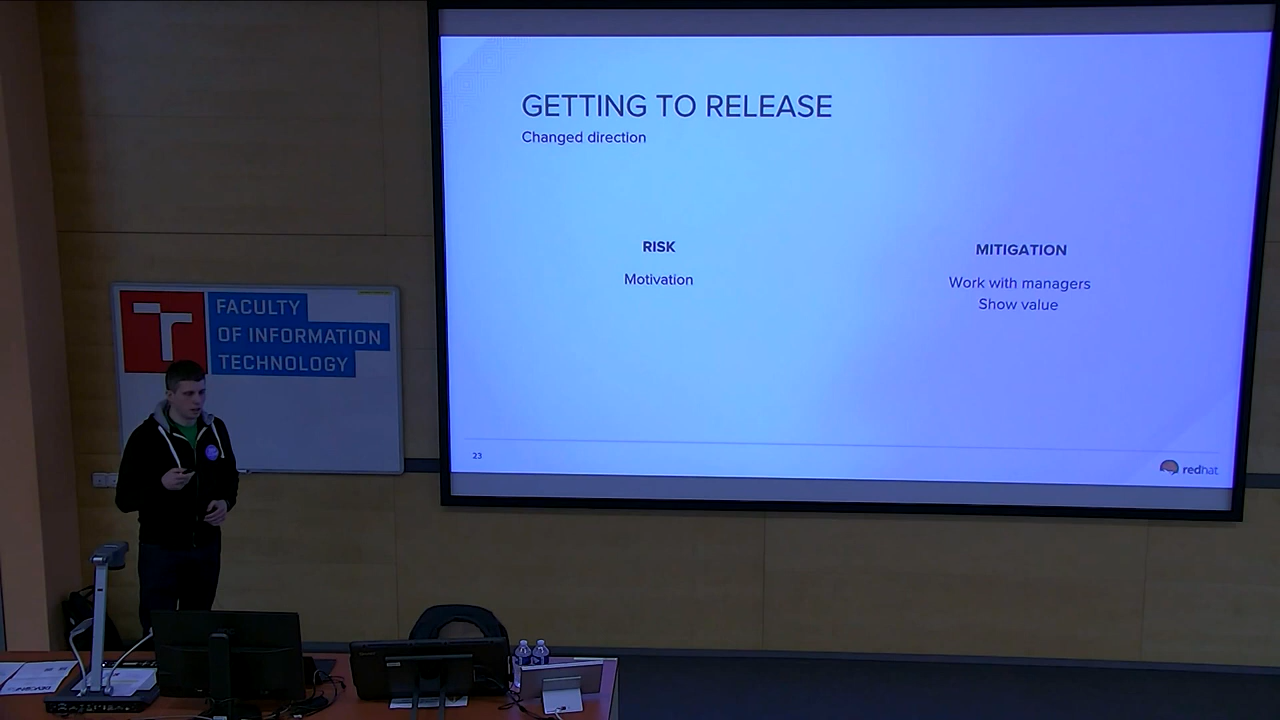 GETTING TO RELEASE
Changed direction
RISK
Motivation
MITIGATION
Work with managers
Show value
23
redhat
T
FACULTY
OF INFORMATION
TECHNOLOGY